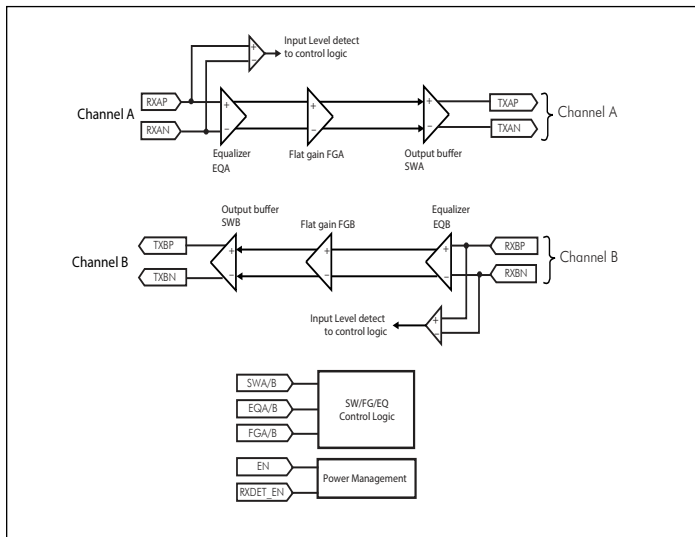 Input Level detect
to control logic
+
−
Channel A
RXAP
RXAN
+
−
Equalizer
EQA
Flat gain FGA
+
−
Output buffer
SWA
TXAP
TXAN
Channel A
Output buffer
SWB
Flat gain FGB
Equalizer
EQB
Channel B
TXBP
TXBN
+
−
+
−
RXBP
RXBN
Channel B
Input Level detect
to control logic
+
−
SWA/B
EQA/B
FGA/B
SW/FG/EQ
Control Logic
EN
RXDET_EN
Power Management